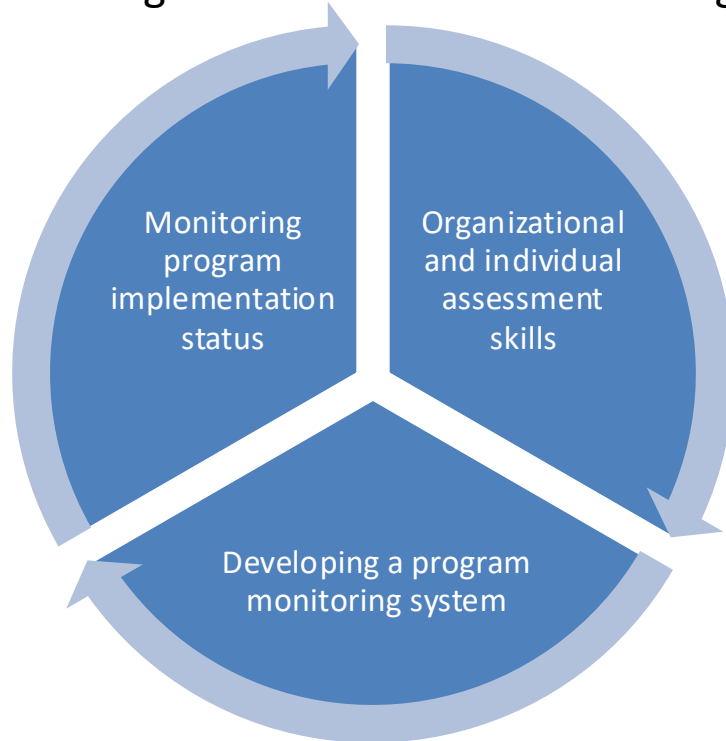 Monitoring
program
implementation
status
Organizational
and individual
assessment
skills
Developing a program
monitoring system